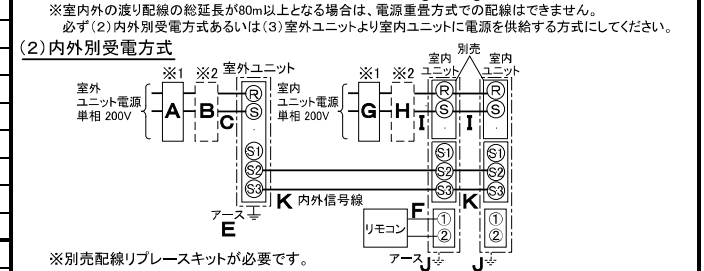 ※室内外の渡り配線の総延長が80m以上となる場合は、電源重畳方式での配線はできません。
必ず(2)内外別受電方式あるいは(3)室外ユニットより室内ユニットに電源を供給する方式にしてください。
(2)内外別受電方式
別売
※1 ※2 室外ユニット ※1 ※2 室内ユニット 室内ユニット
室外
ユニット電源
単相 200V
A B C R S
室内
ユニット電源
単相 200V
G H I R S I R S
S1 S1 S1
S2 S2 S2
S3 S3 S3
K 内外信号線 K
アース
E
リモコン F ① ② ① ②
アース J J
※別売配線リプレースキットが必要です。